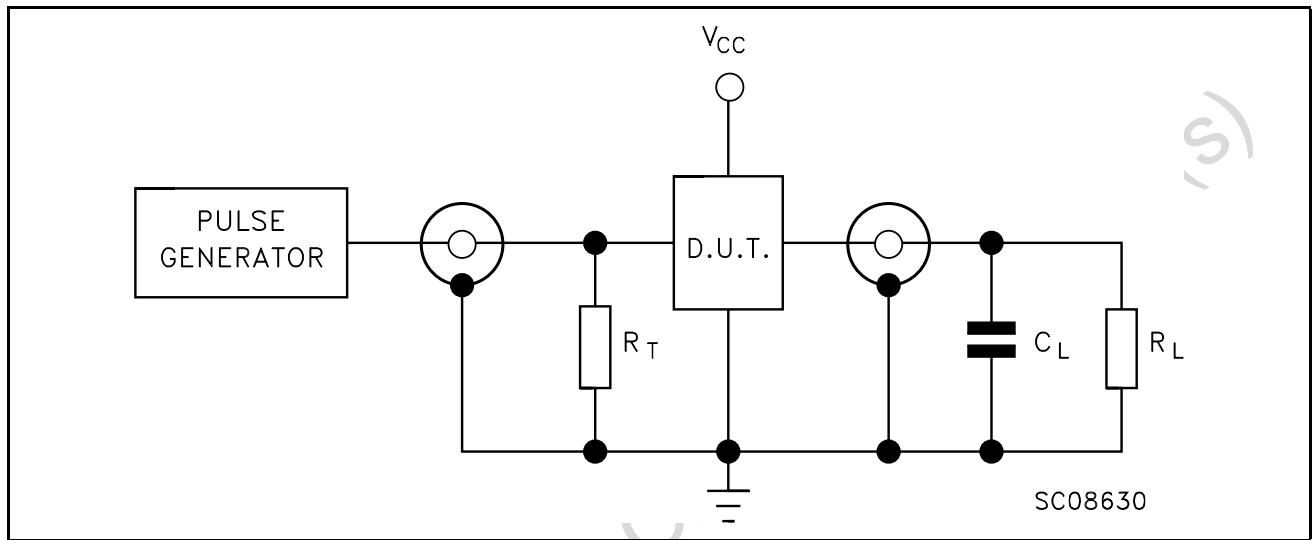 VCC
PULSE
GENERATOR
D.U.T.
RT
CL
RL
SC08630
(s)